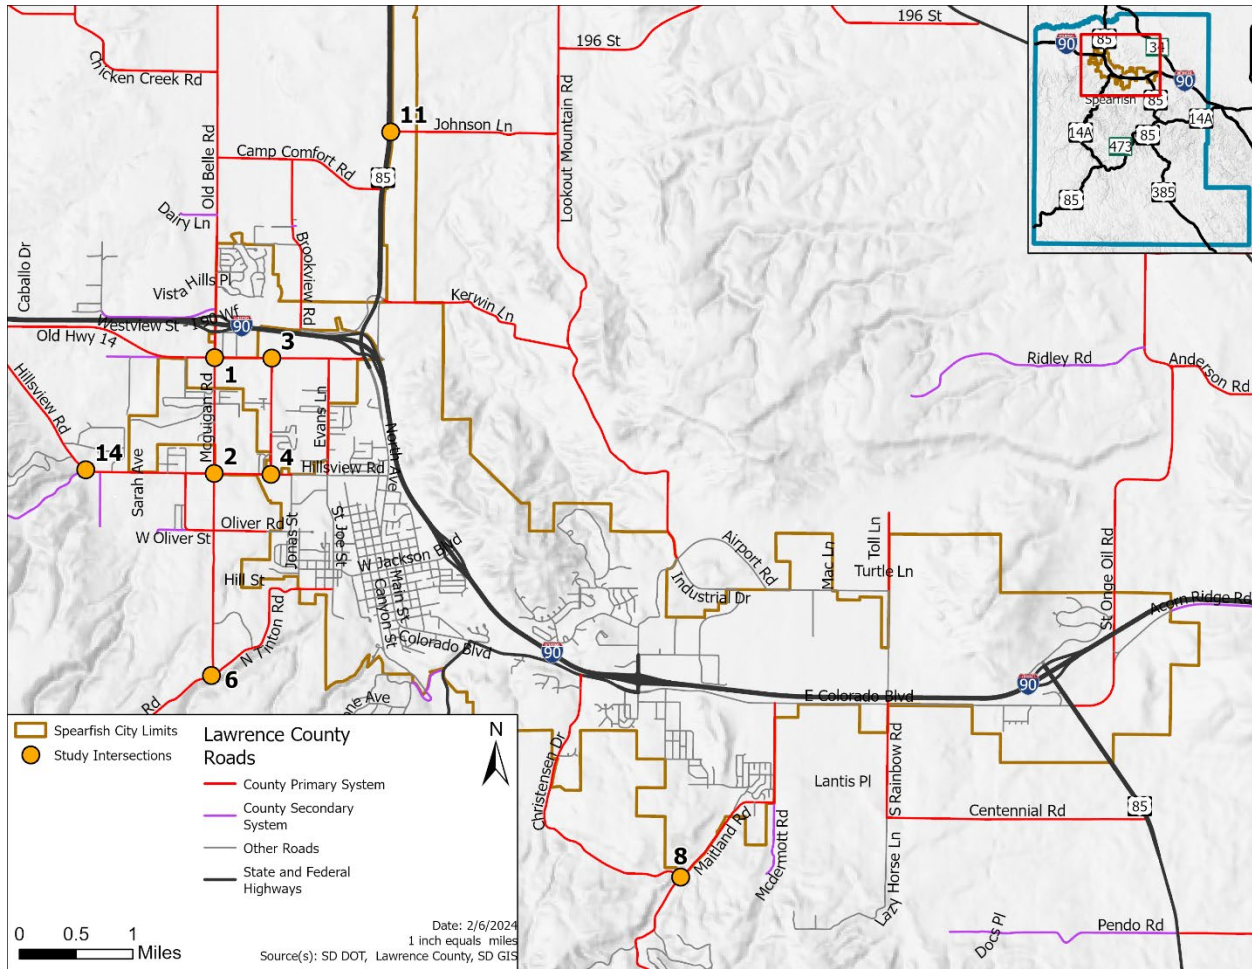 196 St
196 St
Chicken Creek Rd
11
Johnson Ln
Old Belle Rd
Camp Comfort Rd
85
Lookout Mountain Rd
Dairy Ln
Caballo Dr
Brookview Rd
Vista Hills Pl
Kerwin Ln
Westview St - I 90 Wf
90
Old Hwy 14
3
1
Ridley Rd
Anderson Rd
Hillsview Rd
Mcguigan Rd
Evans Ln
North Ave
14
2
4
Hillsview Rd
Sarah Ave
Oliver Rd
W Oliver St
Jonas St
St Joe St
W Jackson Blvd
Airport Rd
Mac Ln
Toll Ln
Turtle Ln
St Onge Oil Rd
Hill St
Main St
Canyon St
Industrial Dr
Acorn Ridge Rd
N Tinton Rd
Colorado Blvd
90
6
90
E Colorado Blvd
Rd
one Ave
Christensen Dr
S Rainbow Rd
Lantis Pl
Centennial Rd
85
Maitland Rd
Mcdermott Rd
8
Lazy Horse Ln
Docs Pl
Pendo Rd
85
90
34
90
Spearfish
85
14A
14A
85
473
85
385
Spearfish City Limits
Study Intersections
Lawrence County
Roads
County Primary System
County Secondary
System
Other Roads
State and Federal
Highways
N
Date: 2/6/2024
1 inch equals miles
Source(s): SD DOT, Lawrence County, SD GIS
0 0.5 1
Miles